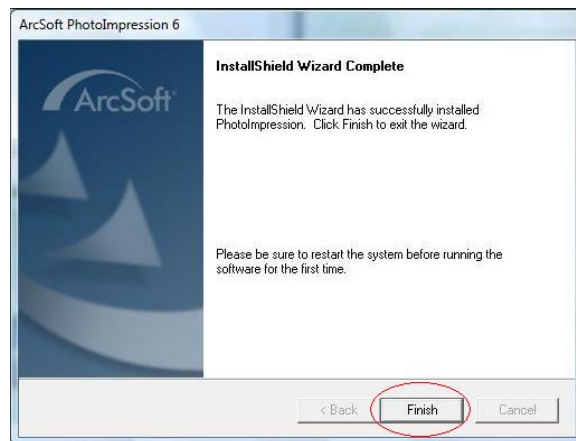 ArcSoft PhotoImpression 6
InstallShield Wizard Complete
ArcSoft
The InstallShield Wizard has successfully installed
PhotoImpression. Click Finish to exit the wizard.
Please be sure to restart the system before running the
software for the first time.
< Back Finish Cancel